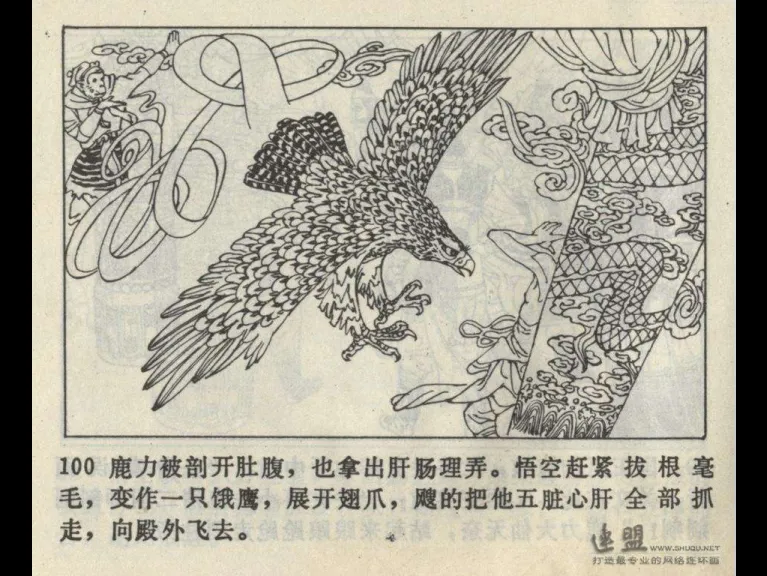 100 鹿力被剖开肚腹，也拿出肝肠理弄。悟空赶紧找根毫
毛，变作一只饿鹰，展开翅爪，飕的把他五脏心肝全部抓
走，向殿外飞去。
连盟 WWW.SHUQU.NET
打造最专业的网络连环画